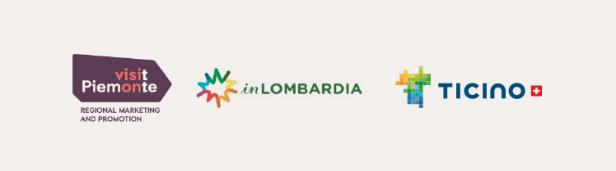 visit
Piemonte
REGIONAL MARKETING
AND PROMOTION
inLOMBARDIA
TICINO